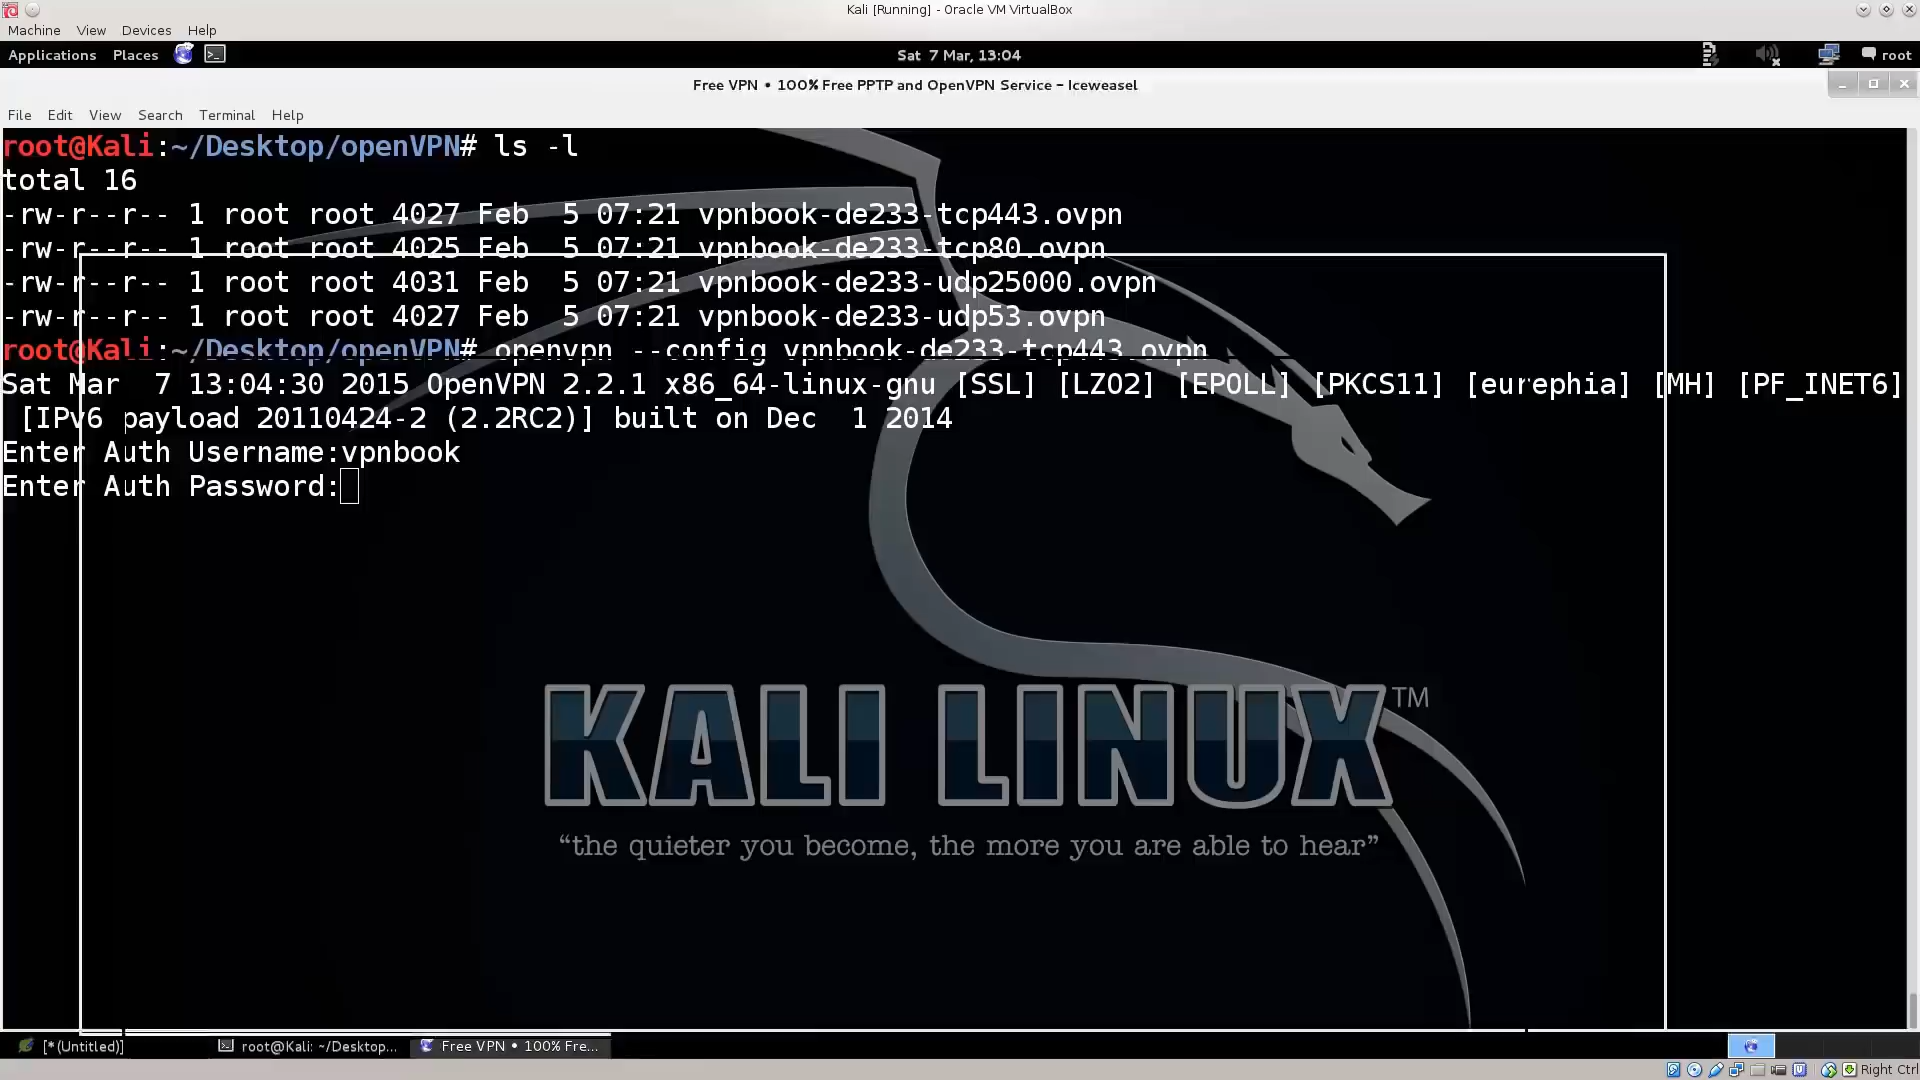 Kali [Running] - Oracle VM VirtualBox
Machine View Devices Help
Applications Places Sat 7 Mar, 13:04 root
Free VPN • 100% Free PPTP and OpenVPN Service - Iceweasel
File Edit View Search Terminal Help
root@Kali:~/Desktop/openVPN# ls -l
total 16
-rw-r--r-- 1 root root 4027 Feb  5 07:21 vpnbook-de233-tcp443.ovpn
-rw-r--r-- 1 root root 4025 Feb  5 07:21 vpnbook-de233-tcp80.ovpn
-rw-r--r-- 1 root root 4031 Feb  5 07:21 vpnbook-de233-udp25000.ovpn
-rw-r--r-- 1 root root 4027 Feb  5 07:21 vpnbook-de233-udp53.ovpn
root@Kali:~/Desktop/openVPN# openvpn --config vpnbook-de233-tcp443.ovpn
Sat Mar  7 13:04:30 2015 OpenVPN 2.2.1 x86_64-linux-gnu [SSL] [LZO2] [EPOLL] [PKCS11] [eurephia] [MH] [PF_INET6]
[IPv6 payload 20110424-2 (2.2RC2)] built on Dec  1 2014
Enter Auth Username:vpnbook
Enter Auth Password:
KALI LINUX™
“the quieter you become, the more you are able to hear”
[*(Untitled)] root@Kali: ~/Desktop... Free VPN • 100% Fre...
Right Ctrl